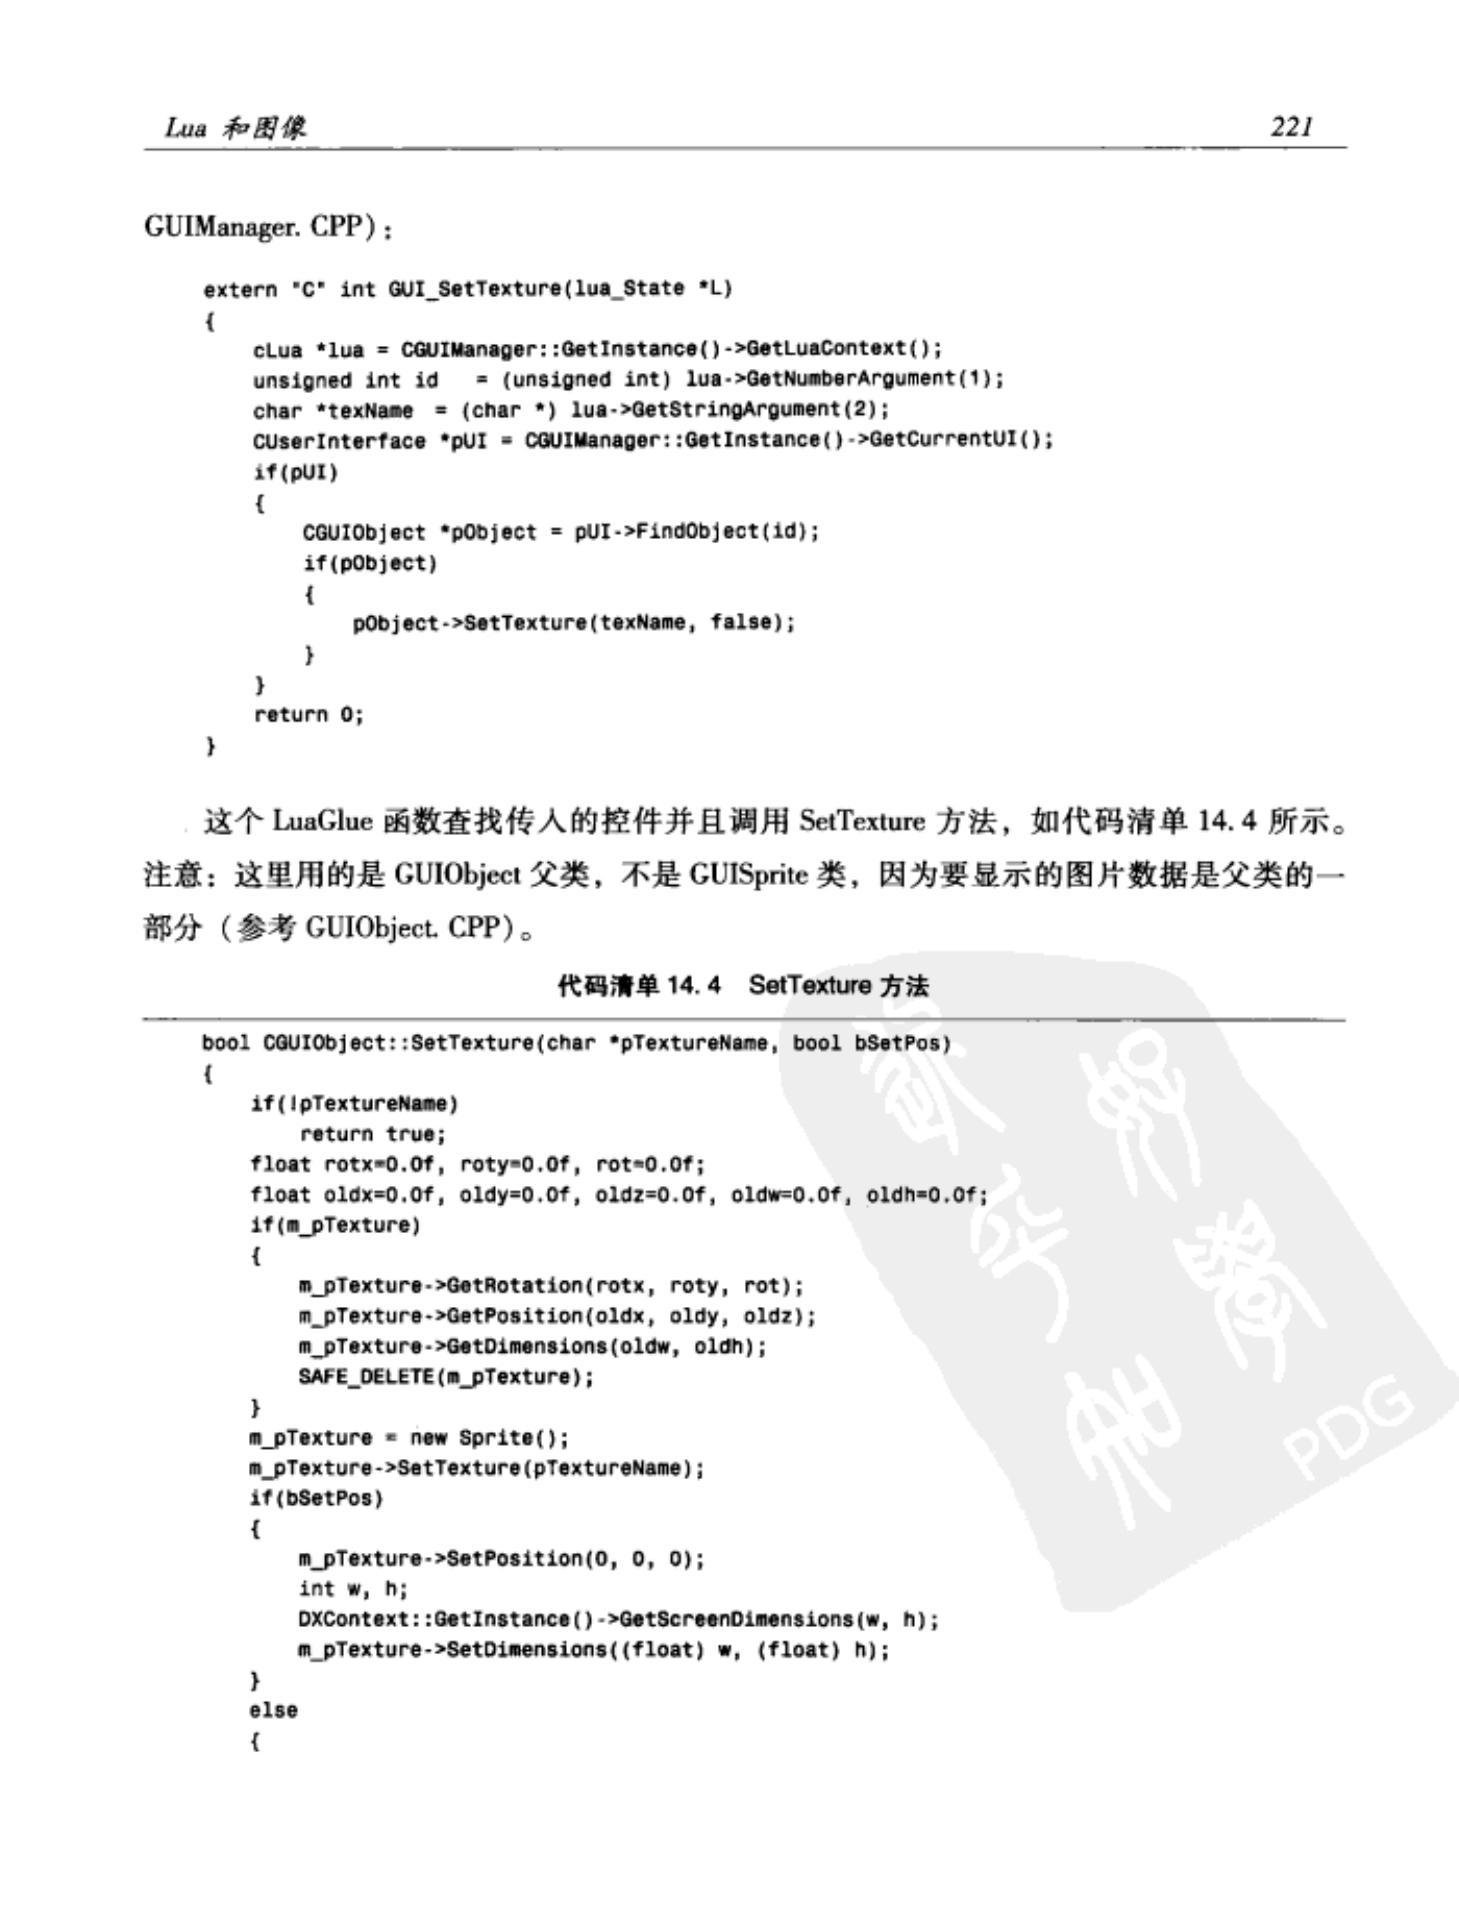 Lua 和图像 221
GUIManager. CPP）：
extern "C" int GUI_SetTexture(lua_State *L)
{
    cLua *lua = CGUIManager::GetInstance()->GetLuaContext();
    unsigned int id   = (unsigned int) lua->GetNumberArgument(1);
    char *texName  = (char *) lua->GetStringArgument(2);
    CUserInterface *pUI = CGUIManager::GetInstance()->GetCurrentUI();
    if(pUI)
    {
        CGUIObject *pObject = pUI->FindObject(id);
        if(pObject)
        {
            pObject->SetTexture(texName, false);
        }
    }
    return 0;
}
这个 LuaGlue 函数查找传人的控件并且调用 SetTexture 方法，如代码清单 14.4 所示。
注意：这里用的是 GUIObject 父类，不是 GUISprite 类，因为要显示的图片数据是父类的一
部分（参考 GUIObject. CPP）。
代码清单 14.4 SetTexture 方法
bool CGUIObject::SetTexture(char *pTextureName, bool bSetPos)
{
    if(!pTextureName)
        return true;
    float rotx=0.0f, roty=0.0f, rot=0.0f;
    float oldx=0.0f, oldy=0.0f, oldz=0.0f, oldw=0.0f, oldh=0.0f;
    if(m_pTexture)
    {
        m_pTexture->GetRotation(rotx, roty, rot);
        m_pTexture->GetPosition(oldx, oldy, oldz);
        m_pTexture->GetDimensions(oldw, oldh);
        SAFE_DELETE(m_pTexture);
    }
    m_pTexture = new Sprite();
    m_pTexture->SetTexture(pTextureName);
    if(bSetPos)
    {
        m_pTexture->SetPosition(0, 0, 0);
        int w, h;
        DXContext::GetInstance()->GetScreenDimensions(w, h);
        m_pTexture->SetDimensions((float) w, (float) h);
    }
    else
    {
PDG